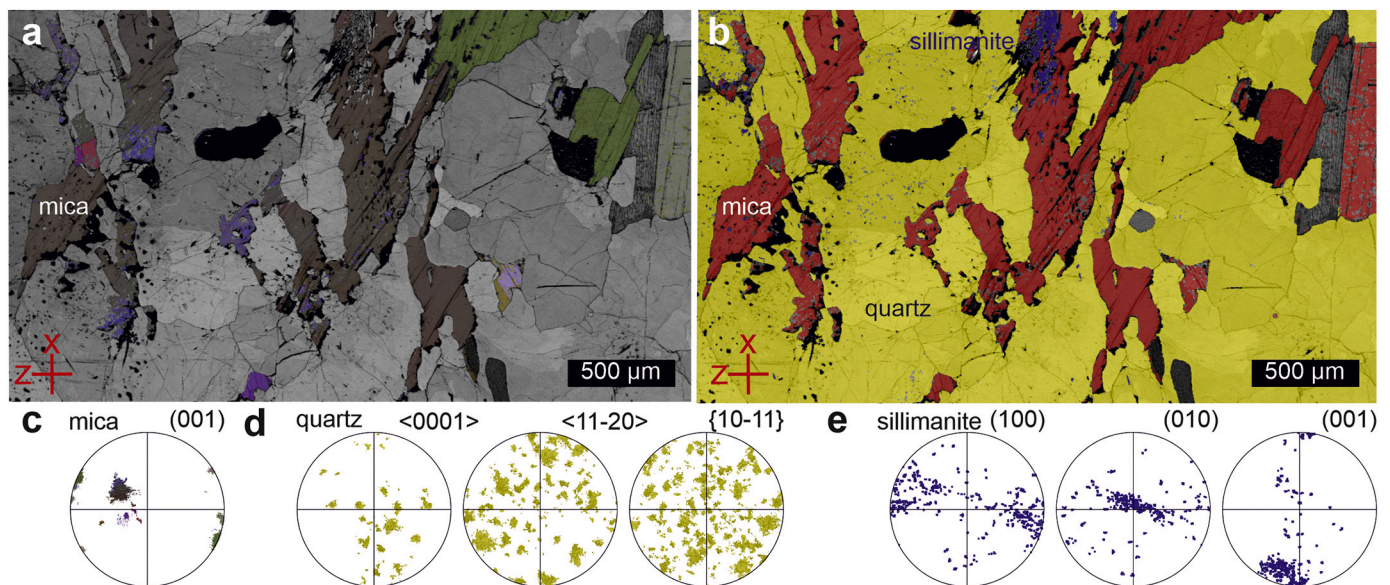 a
mica
X
Z
500 µm
b
sillimanite
mica
quartz
X
Z
500 µm
c mica (001)
d quartz <0001> <11-20> {10-11}
e sillimanite (100) (010) (001)